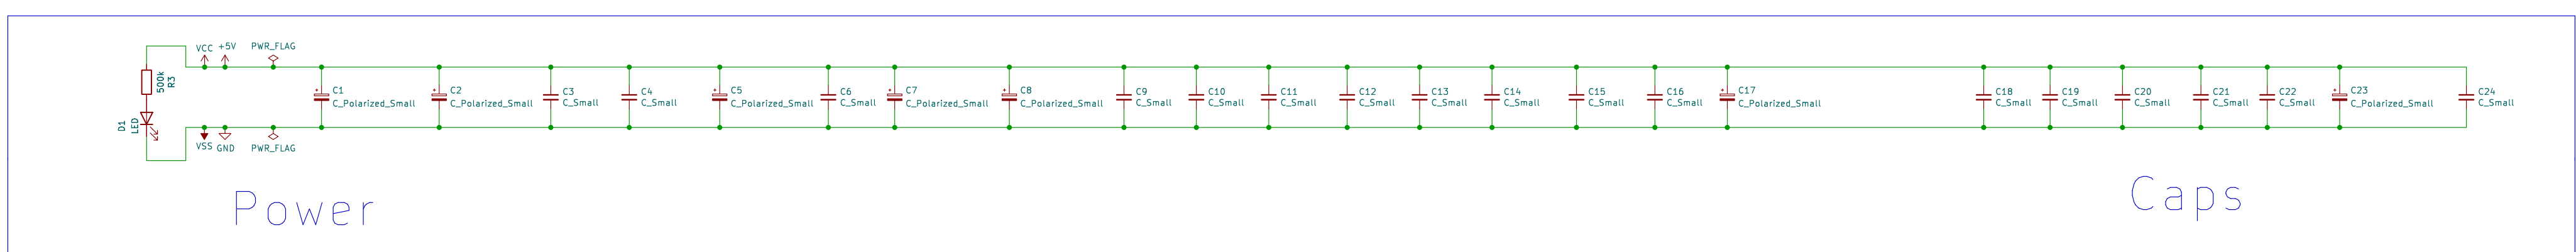 VCC
+5V
PWR_FLAG
500k
R3
D1
LED
VSS
GND
PWR_FLAG
C1
C_Polarized_Small
C2
C_Polarized_Small
C3
C_Small
C4
C_Small
C5
C_Polarized_Small
C6
C_Small
C7
C_Polarized_Small
C8
C_Polarized_Small
C9
C_Small
C10
C_Small
C11
C_Small
C12
C_Small
C13
C_Small
C14
C_Small
C15
C_Small
C16
C_Small
C17
C_Polarized_Small
C18
C_Small
C19
C_Small
C20
C_Small
C21
C_Small
C22
C_Small
C23
C_Polarized_Small
C24
C_Small
Power
Caps